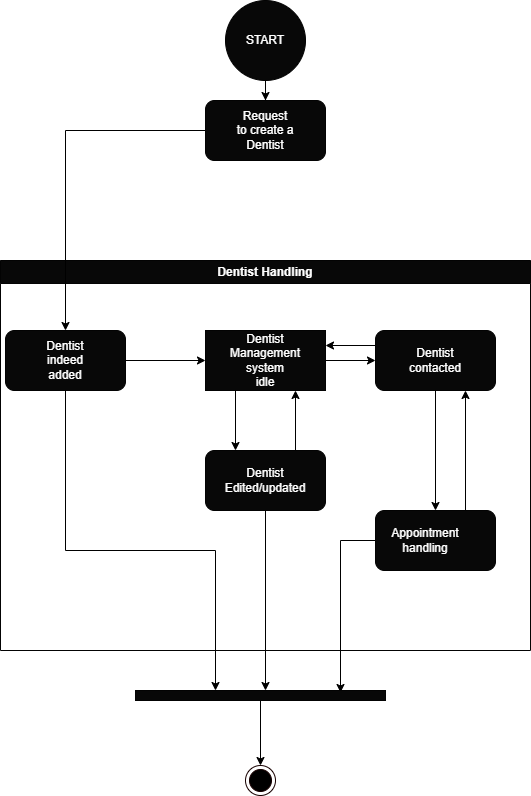 START
Request
to create a
Dentist
Dentist Handling
Dentist
indeed
added
Dentist
Management
system
idle
Dentist
contacted
Dentist
Edited/updated
Appointment
handling